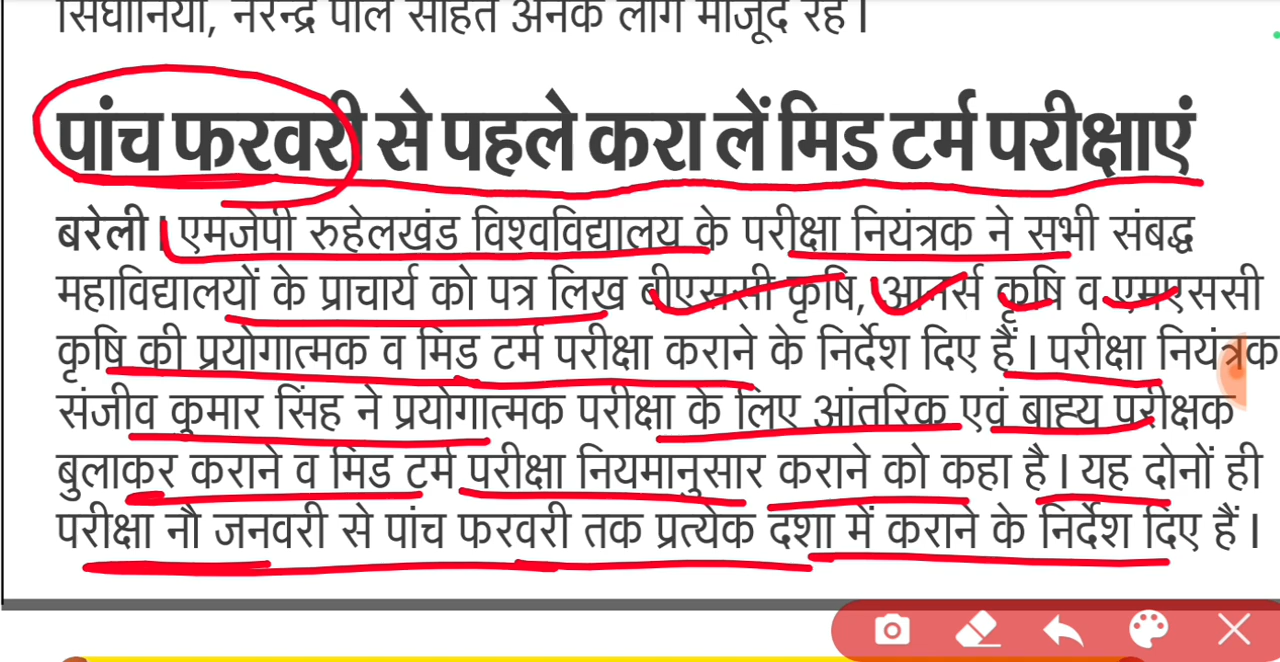 सिंघानिया, नरेन्द्र पाल सहित अनेक लोग मौजूद रहे।
पांच फरवरी से पहले करा लें मिड टर्म परीक्षाएं
बरेली। एमजेपी रुहेलखंड विश्वविद्यालय के परीक्षा नियंत्रक ने सभी संबद्ध
महाविद्यालयों के प्राचार्य को पत्र लिख बीएससी कृषि, आनर्स कृषि व एमएससी
कृषि की प्रयोगात्मक व मिड टर्म परीक्षा कराने के निर्देश दिए हैं। परीक्षा नियंत्रक
संजीव कुमार सिंह ने प्रयोगात्मक परीक्षा के लिए आंतरिक एवं बाह्य परीक्षक
बुलाकर कराने व मिड टर्म परीक्षा नियमानुसार कराने को कहा है। यह दोनों ही
परीक्षा नौ जनवरी से पांच फरवरी तक प्रत्येक दशा में कराने के निर्देश दिए हैं।